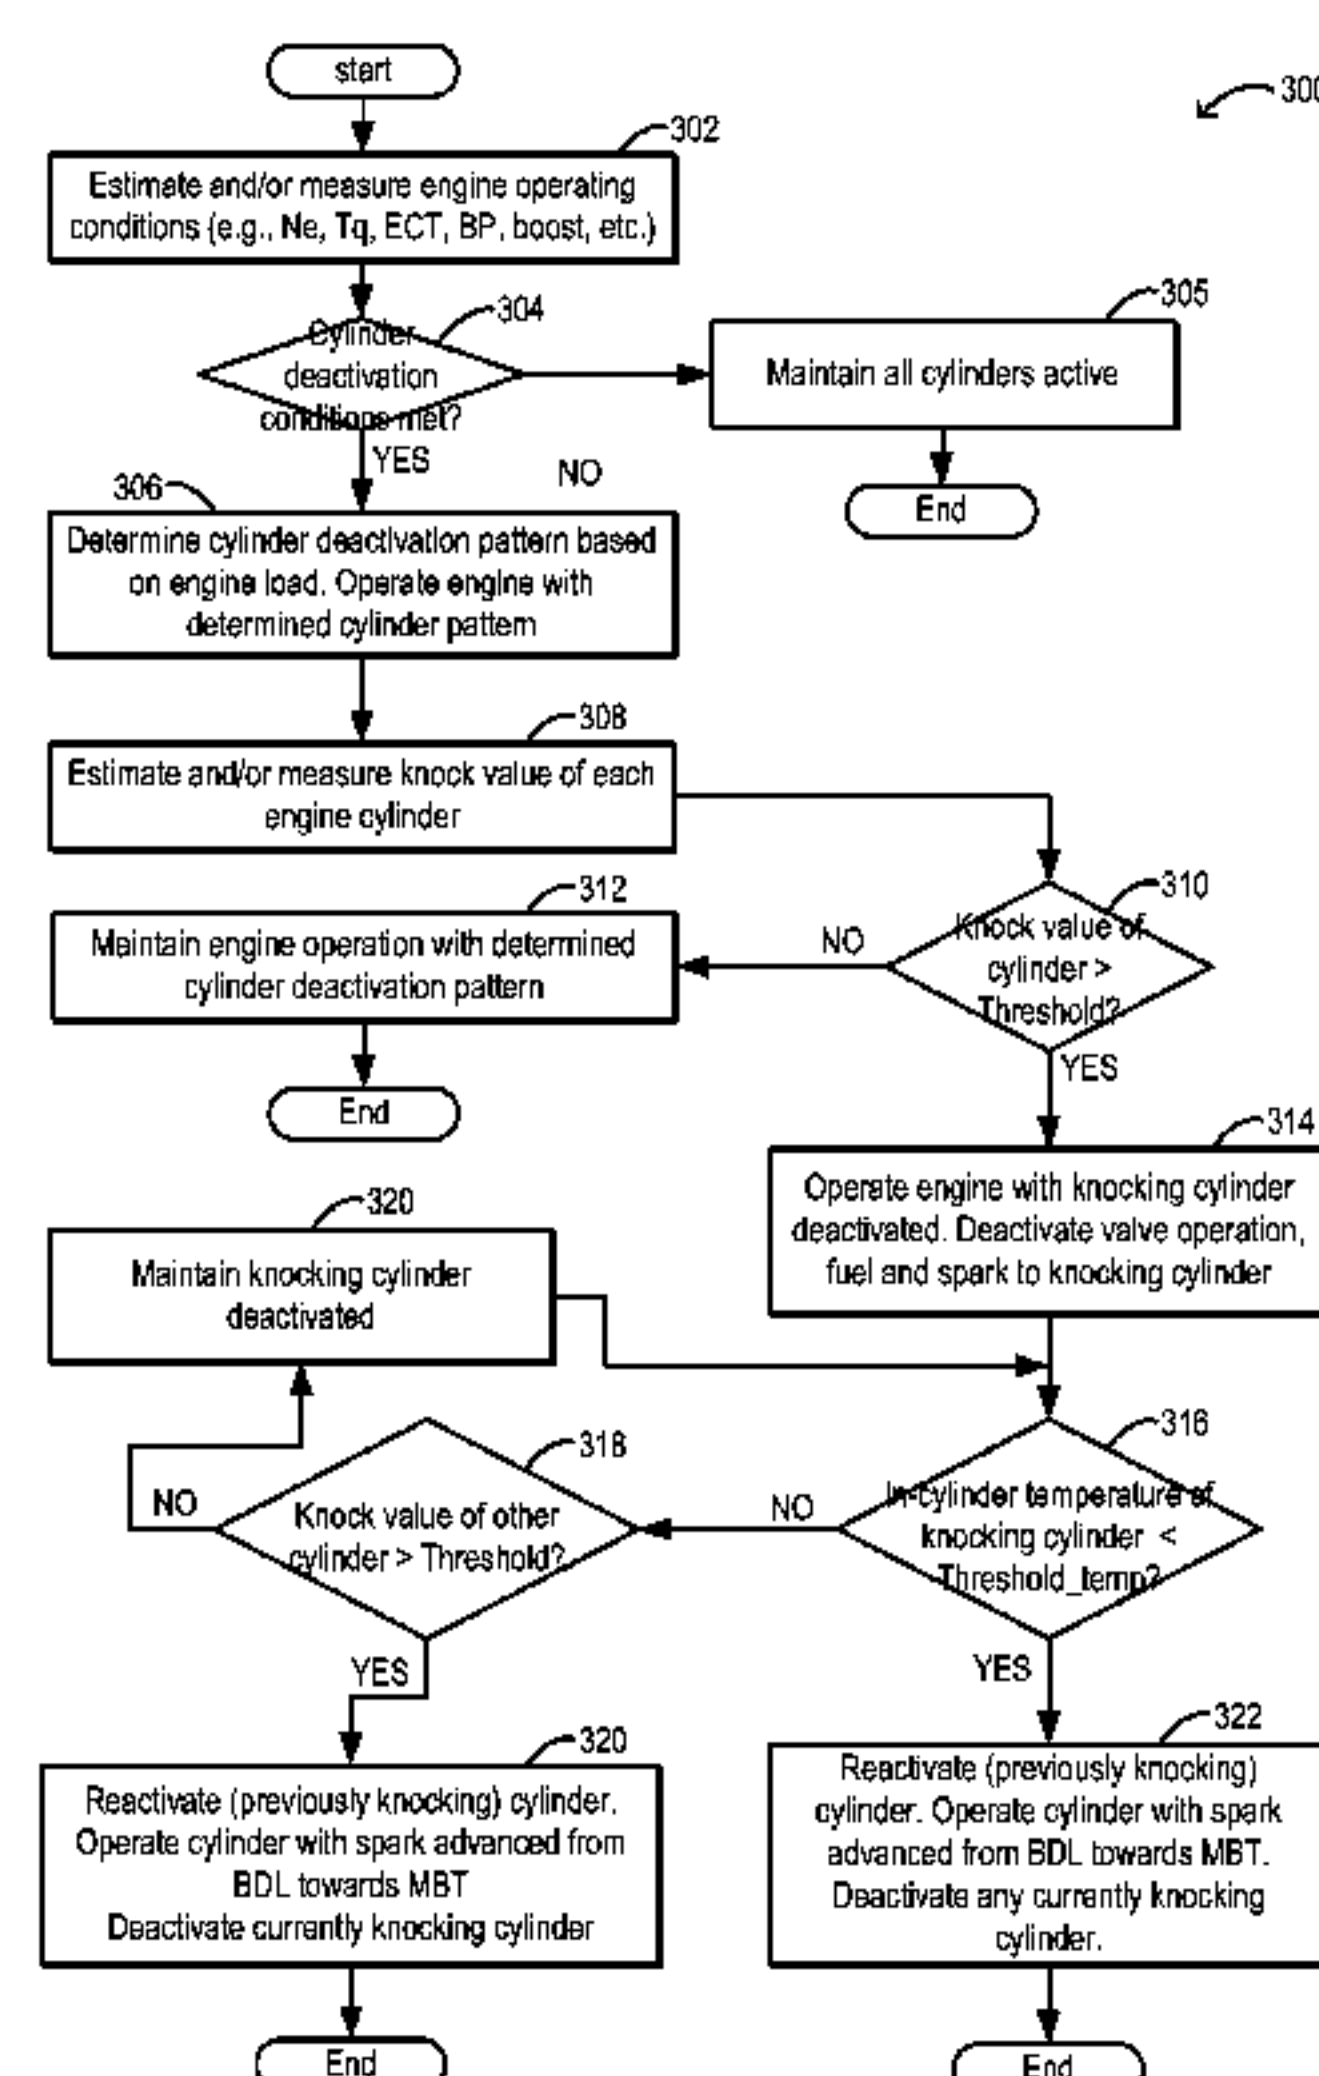 start
300
302
Estimate and/or measure engine operating
conditions (e.g., Ne, Tq, ECT, BP, boost, etc.)
304
Cylinder
deactivation
conditions met?
305
Maintain all cylinders active
YES
NO
End
306
Determine cylinder deactivation pattern based
on engine load. Operate engine with
determined cylinder pattern
308
Estimate and/or measure knock value of each
engine cylinder
310
Knock value of
cylinder >
Threshold?
312
NO
Maintain engine operation with determined
cylinder deactivation pattern
YES
End
314
Operate engine with knocking cylinder
deactivated. Deactivate valve operation,
fuel and spark to knocking cylinder
320
Maintain knocking cylinder
deactivated
316
In-cylinder temperature of
knocking cylinder <
Threshold_temp?
318
NO
NO
Knock value of other
cylinder > Threshold?
YES
YES
320
Reactivate (previously knocking) cylinder.
Operate cylinder with spark advanced from
BDL towards MBT
Deactivate currently knocking cylinder
322
Reactivate (previously knocking)
cylinder. Operate cylinder with spark
advanced from BDL towards MBT.
Deactivate any currently knocking
cylinder.
End
End